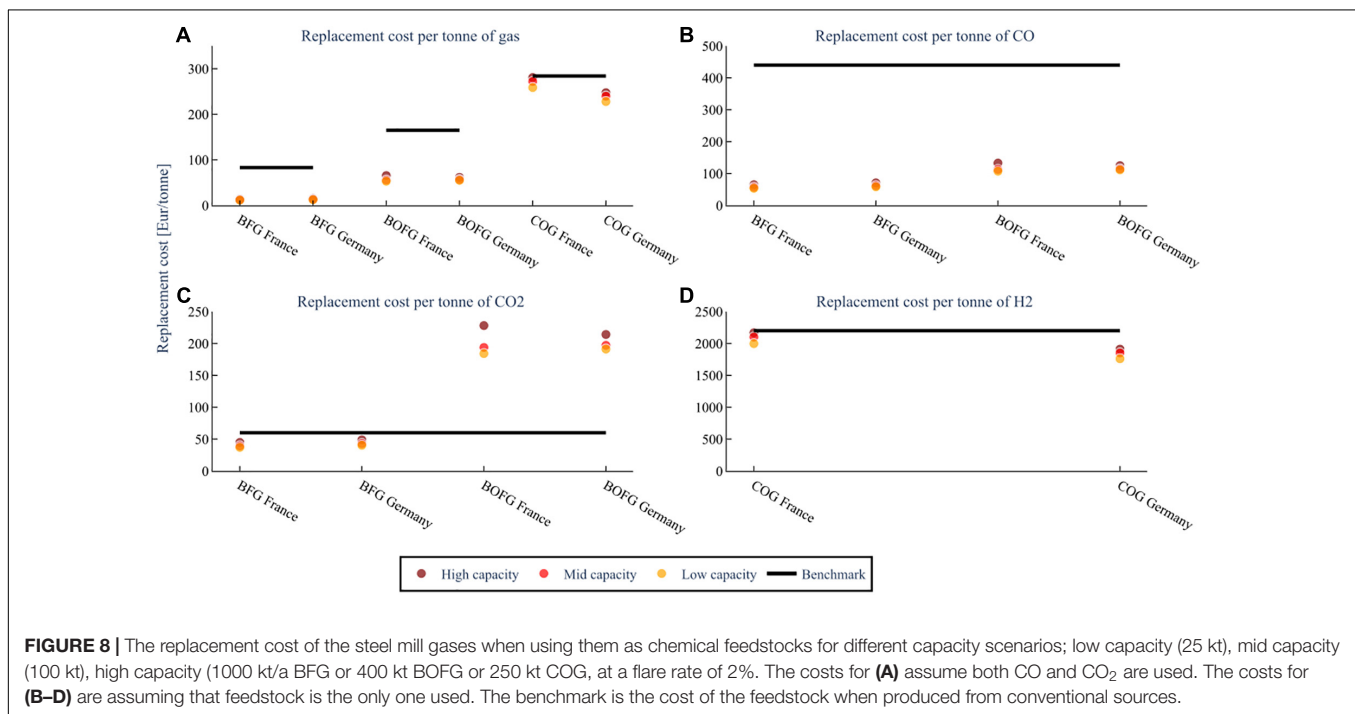 A
Replacement cost per tonne of gas
300
200
100
0
BFG France
BFG Germany
BOFG France
BOFG Germany
COG France
COG Germany
B
Replacement cost per tonne of CO
500
400
300
200
100
0
BFG France
BFG Germany
BOFG France
BOFG Germany
Replacement cost [Eur/tonne]
C
Replacement cost per tonne of CO2
250
200
150
100
50
0
BFG France
BFG Germany
BOFG France
BOFG Germany
D
Replacement cost per tonne of H2
2500
2000
1500
1000
500
0
COG France
COG Germany
High capacity Mid capacity Low capacity Benchmark
FIGURE 8 | The replacement cost of the steel mill gases when using them as chemical feedstocks for different capacity scenarios; low capacity (25 kt), mid capacity
(100 kt), high capacity (1000 kt/a BFG or 400 kt BOFG or 250 kt COG, at a flare rate of 2%. The costs for (A) assume both CO and CO₂ are used. The costs for
(B–D) are assuming that feedstock is the only one used. The benchmark is the cost of the feedstock when produced from conventional sources.